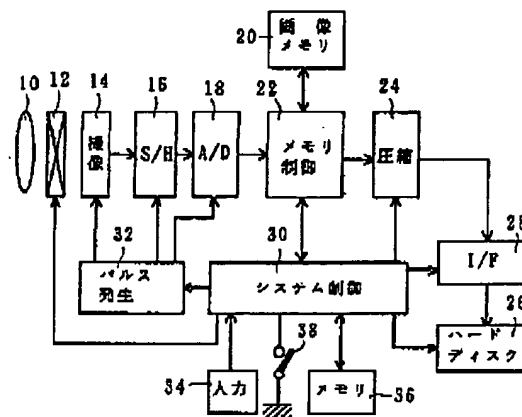 画像
メモリ
20
10
12
14
16
18
22
24
撮像
S/H
A/D
メモリ
制御
圧縮
32
30
28
I/F
パルス
発生
システム制御
38
26
ハード
ディスク
34
入力
メモリ
36